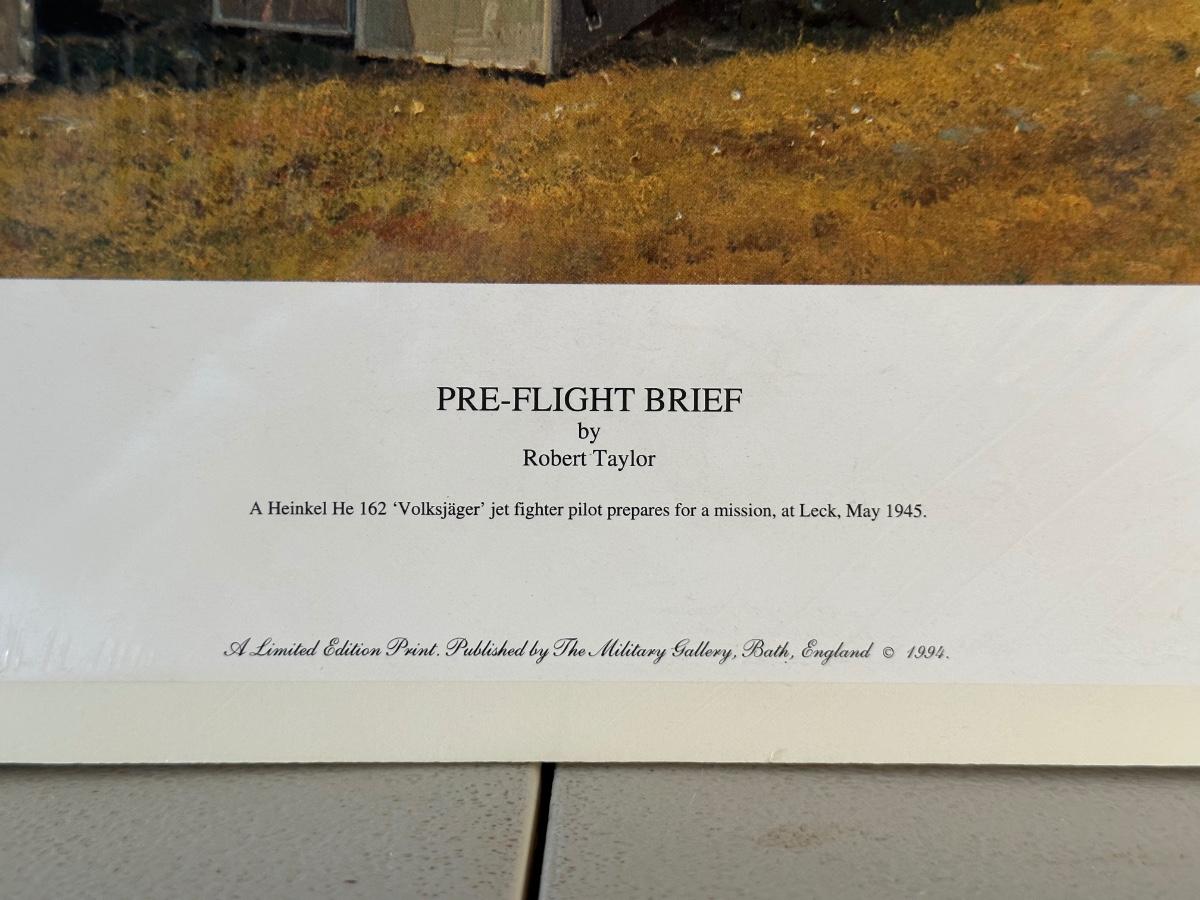 PRE-FLIGHT BRIEF
by
Robert Taylor
A Heinkel He 162 ‘Volksjäger’ jet fighter pilot prepares for a mission, at Leck, May 1945.
A Limited Edition Print. Published by The Military Gallery, Bath, England © 1994.